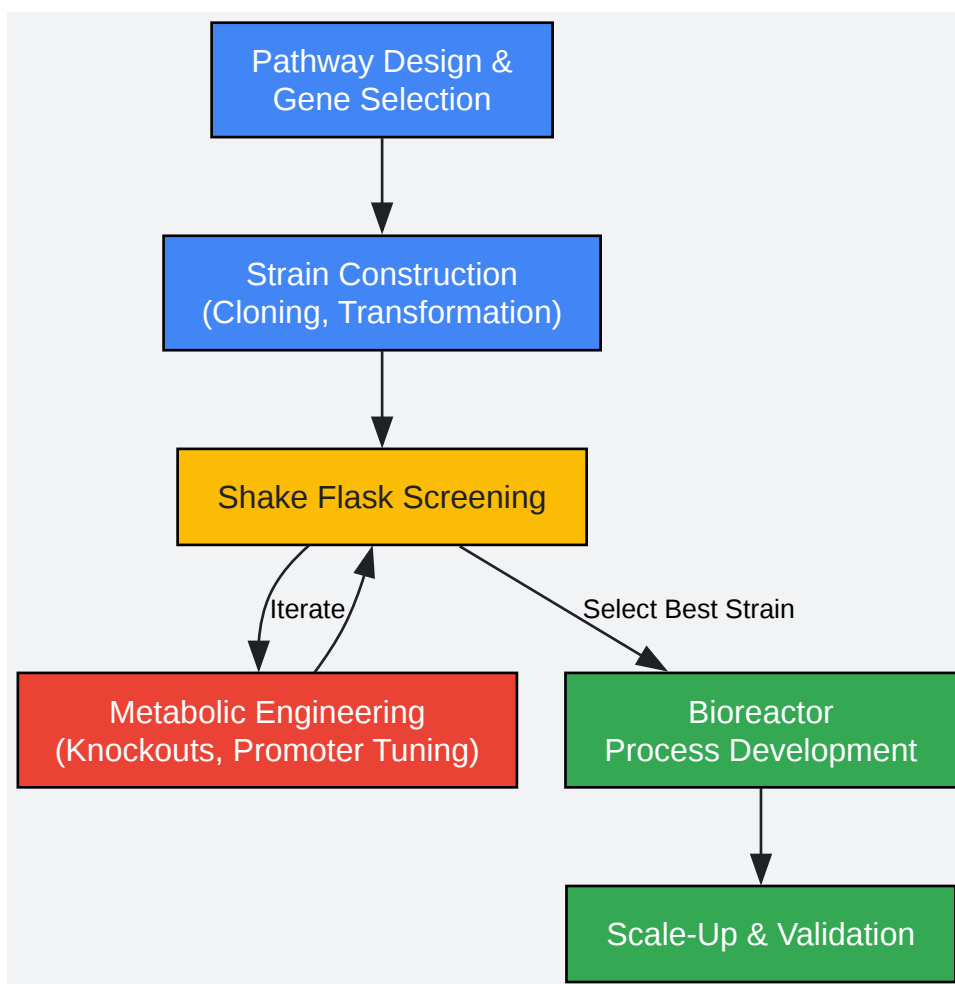 Pathway Design &
Gene Selection
Strain Construction
(Cloning, Transformation)
Shake Flask Screening
Iterate
Select Best Strain
Metabolic Engineering
(Knockouts, Promoter Tuning)
Bioreactor
Process Development
Scale-Up & Validation